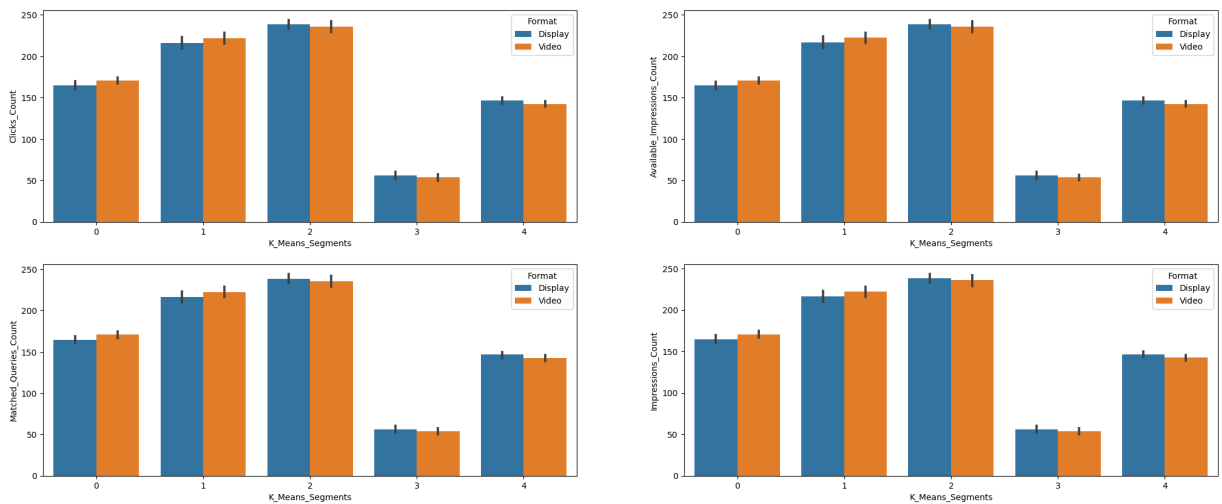 250
200
150
100
50
0
Clicks_Count
Format
Display
Video
0 1 2 3 4
K_Means_Segments
250
200
150
100
50
0
Available_Impressions_Count
Format
Display
Video
0 1 2 3 4
K_Means_Segments
250
200
150
100
50
0
Matched_Queries_Count
Format
Display
Video
0 1 2 3 4
K_Means_Segments
250
200
150
100
50
0
Impressions_Count
Format
Display
Video
0 1 2 3 4
K_Means_Segments